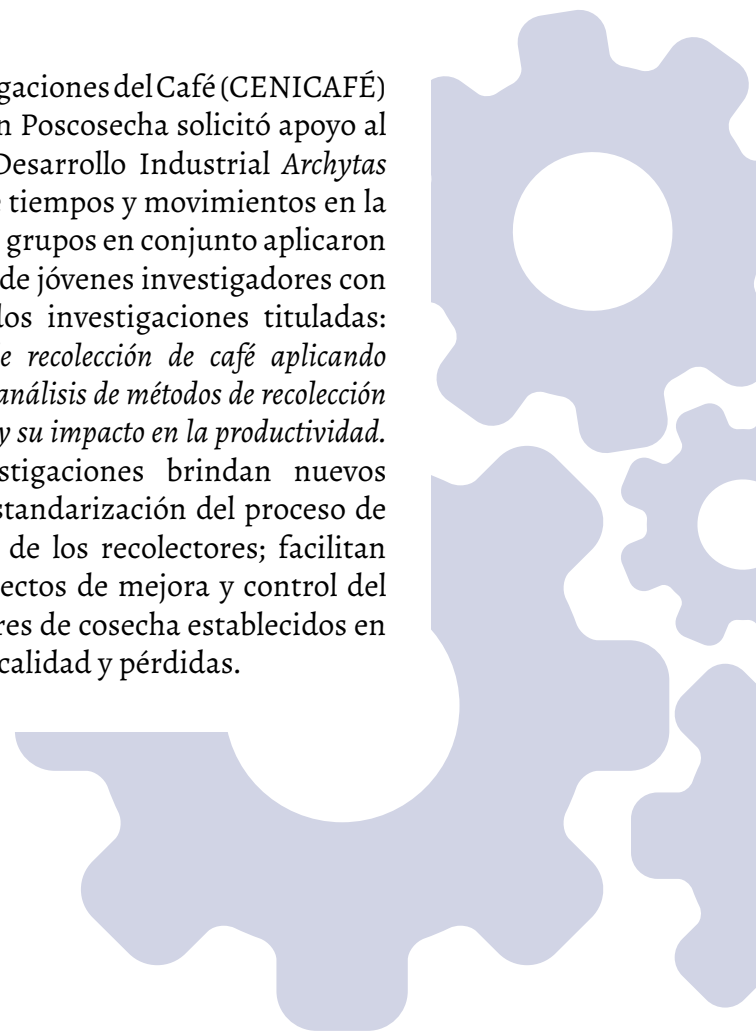 gaciones del Café (CENICAFÉ)
n Poscosecha solicitó apoyo al
Desarrollo Industrial Archytas
e tiempos y movimientos en la
grupos en conjunto aplicaron
de jóvenes investigadores con
dos investigaciones tituladas:
e recolección de café aplicando
análisis de métodos de recolección
y su impacto en la productividad.
stigaciones brindan nuevos
standarización del proceso de
de los recolectores; facilitan
ectos de mejora y control del
res de cosecha establecidos en
calidad y pérdidas.